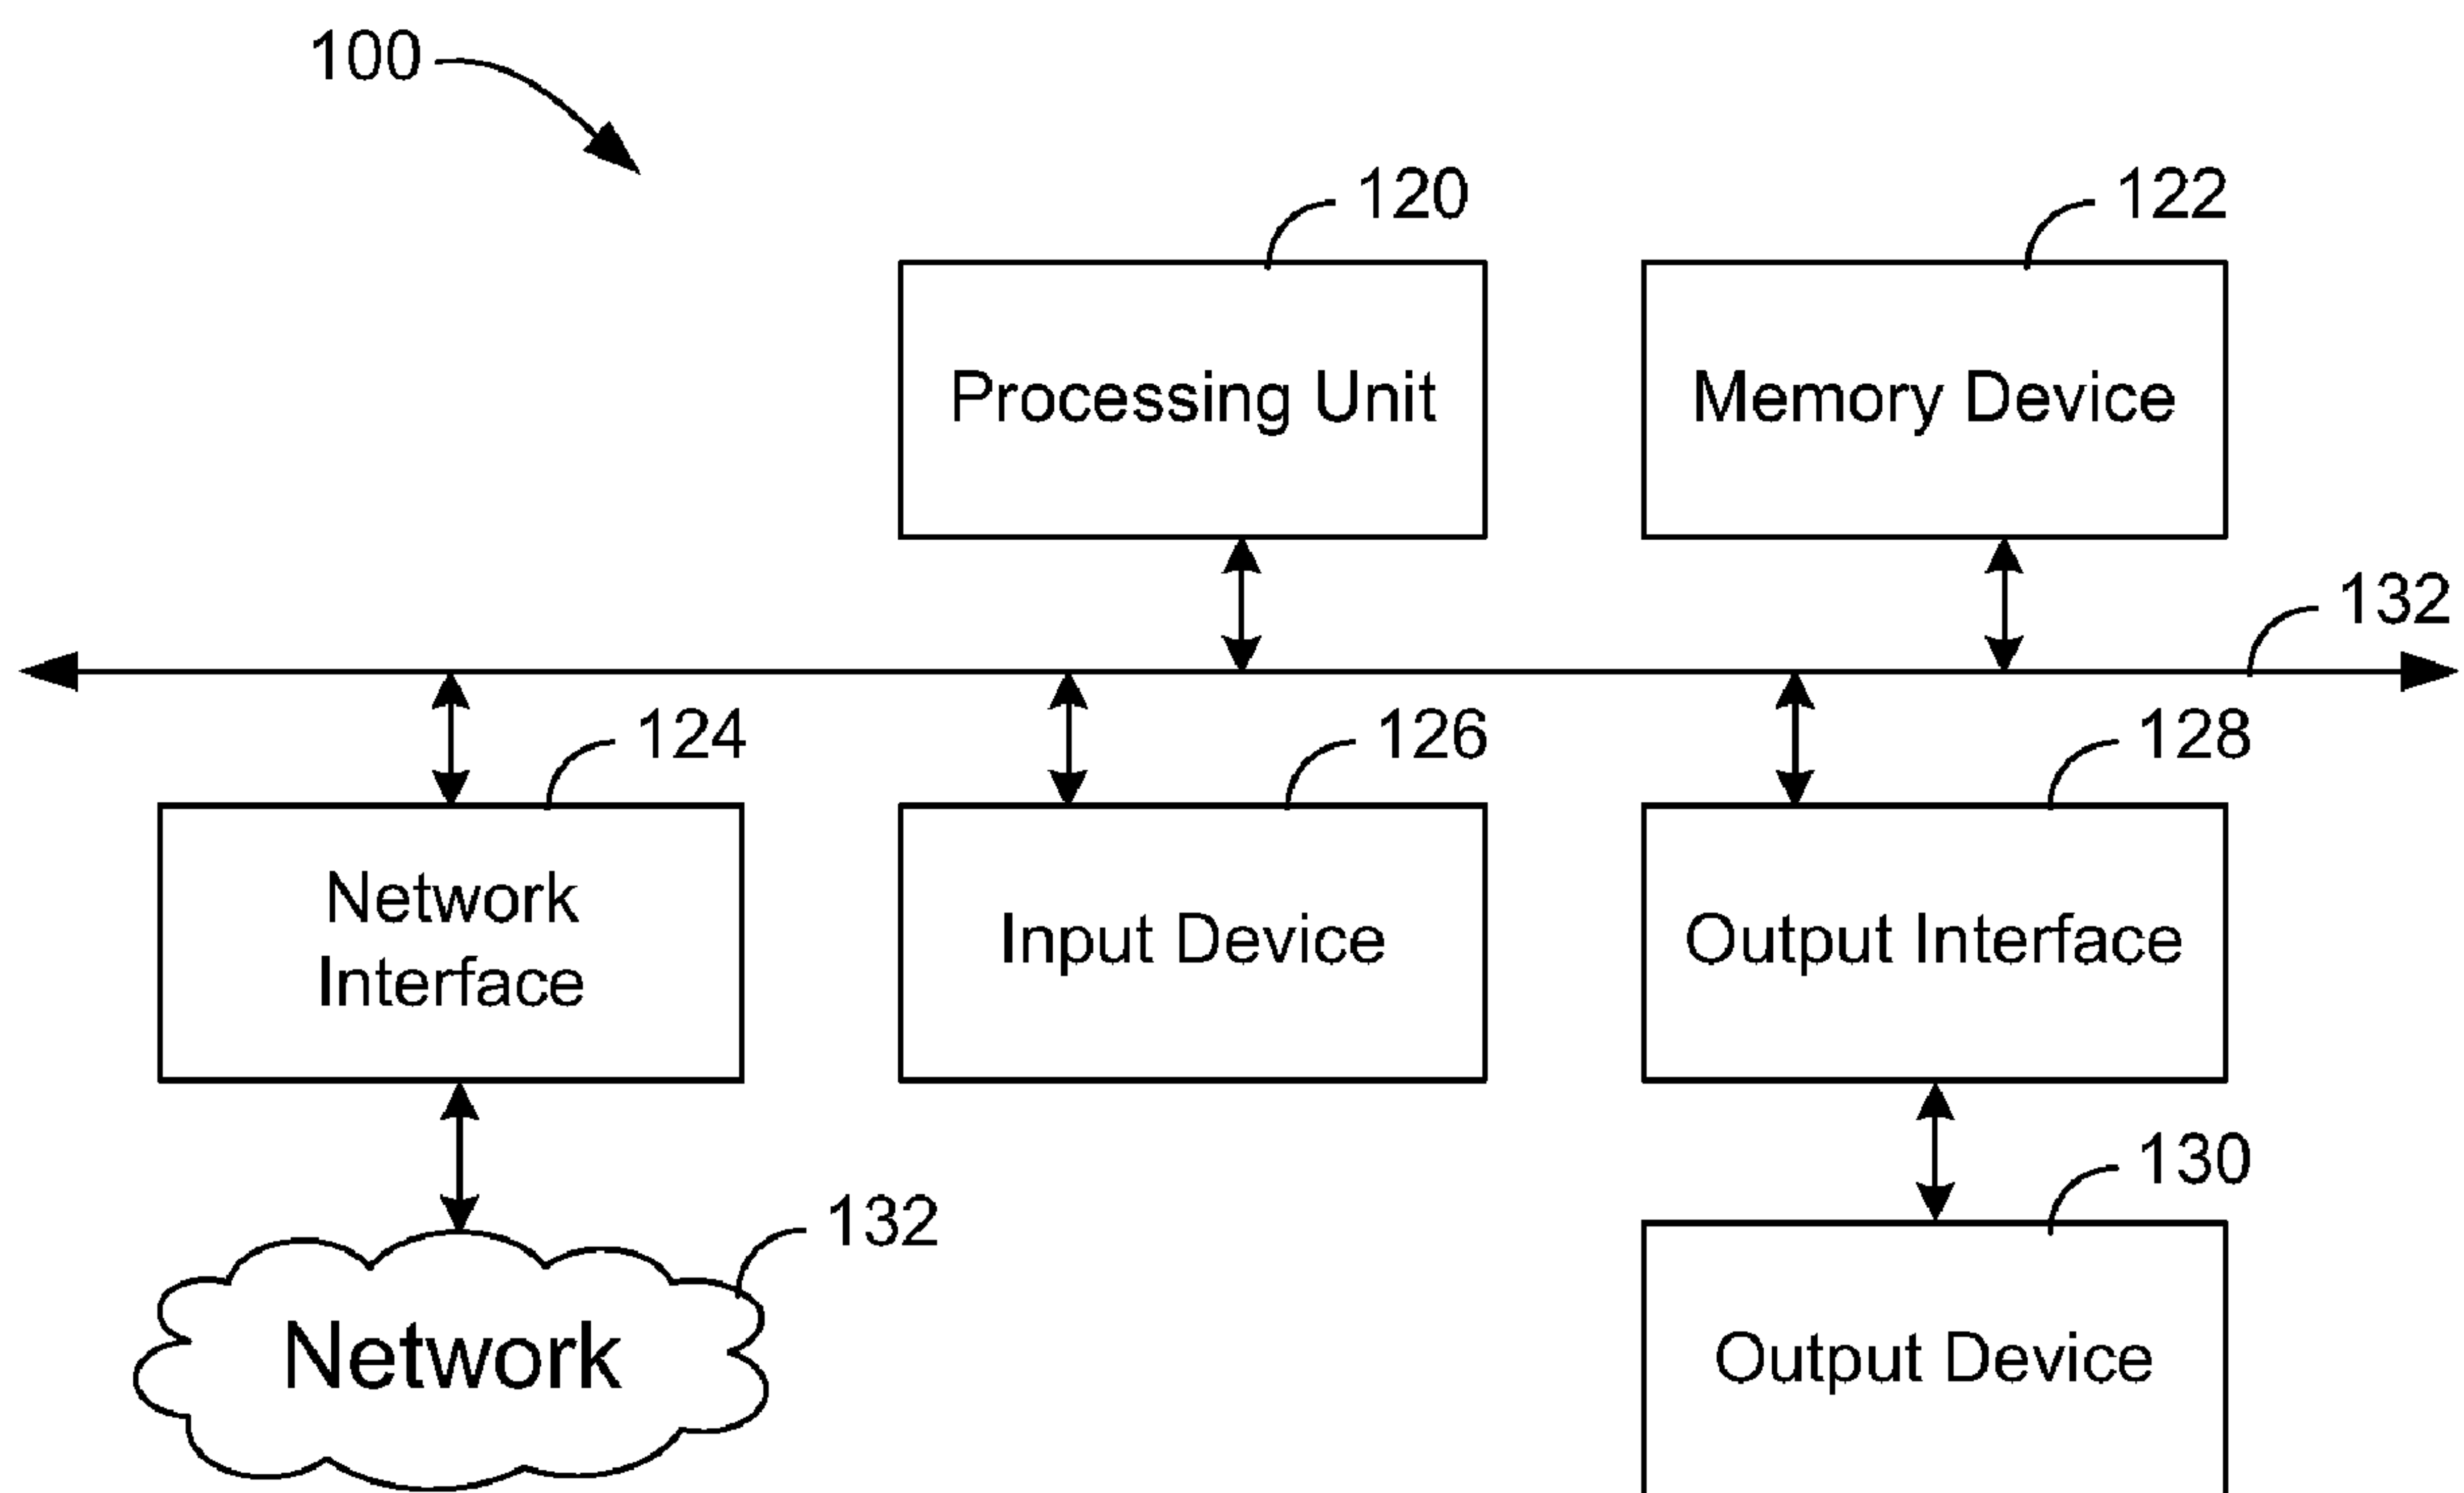 100
120
122
Processing Unit
Memory Device
132
124
126
128
Network
Interface
Input Device
Output Interface
130
132
Network
Output Device